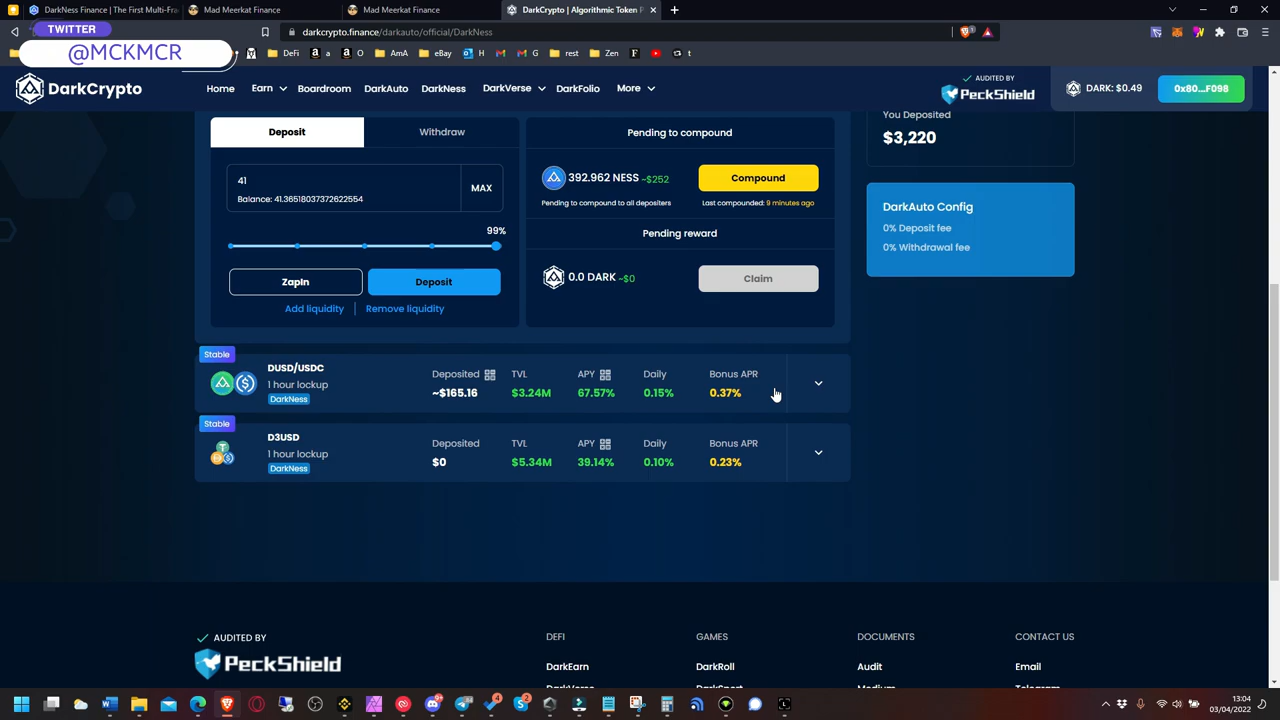 DarkNess Finance | The First Multi-Fra
Mad Meerkat Finance
Mad Meerkat Finance
DarkCrypto | Algorithmic Token P
TWITTER
@MCKMCR
darkcrypto.finance/darkauto/official/DarkNess
DeFi
AmA
O
eBay
H
M
G
rest
Zen
t
DarkCrypto
Home
Earn
Boardroom
DarkAuto
DarkNess
DarkVerse
DarkFolio
More
AUDITED BY
PeckShield
DARK: $0.49
0x80...F098
Deposit
Withdraw
Pending to compound
You Deposited
$3,220
41
Balance: 41.36518037372622554
MAX
392.962 NESS ~$252
Compound
Pending to compound to all depositers
Last compounded: 9 minutes ago
99%
Pending reward
DarkAuto Config
0% Deposit fee
0% Withdrawal fee
ZapIn
Deposit
0.0 DARK ~$0
Claim
Add liquidity
Remove liquidity
Stable
DUSD/USDC
1 hour lockup
DarkNess
Deposited
~$165.16
TVL
$3.24M
APY
67.57%
Daily
0.15%
Bonus APR
0.37%
Stable
D3USD
1 hour lockup
DarkNess
Deposited
$0
TVL
$5.34M
APY
39.14%
Daily
0.10%
Bonus APR
0.23%
AUDITED BY
PeckShield
DEFI
DarkEarn
DarkVerse
GAMES
DarkRoll
DarkSport
DOCUMENTS
Audit
Medium
CONTACT US
Email
Telegram
13:04
03/04/2022